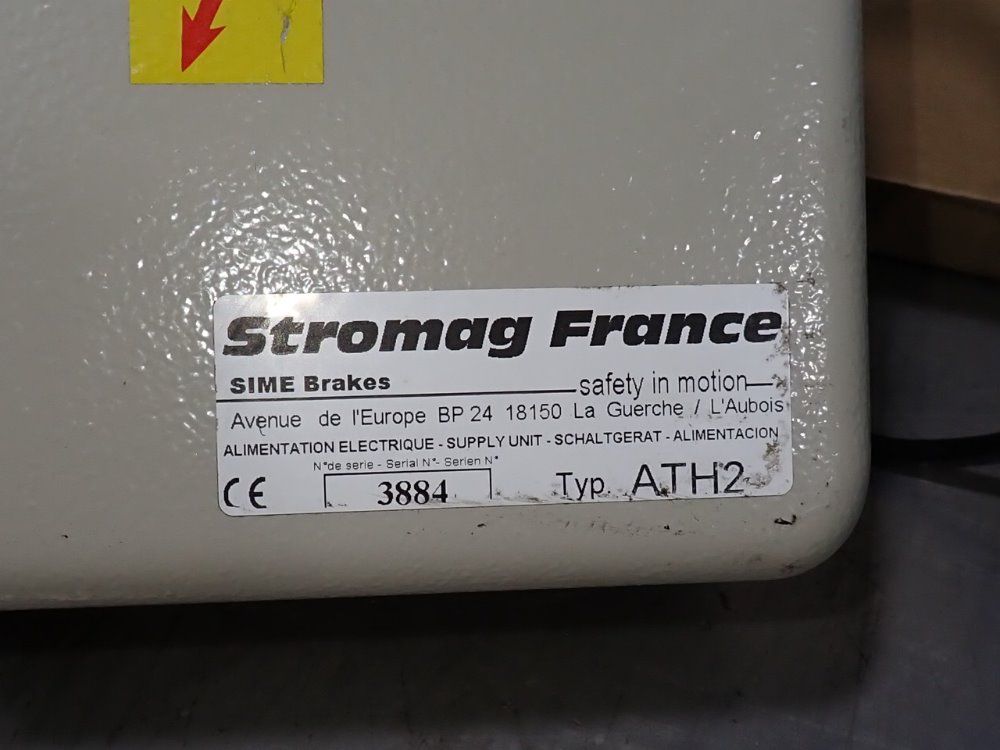 Stromag France
SIME Brakes safety in motion
Avenue de l'Europe BP 24 18150 La Guerche / L'Aubois
ALIMENTATION ELECTRIQUE - SUPPLY UNIT - SCHALTGERAT - ALIMENTACION
N°de serie - Serial N°- Serien N°
CE 3884 Typ. ATH2